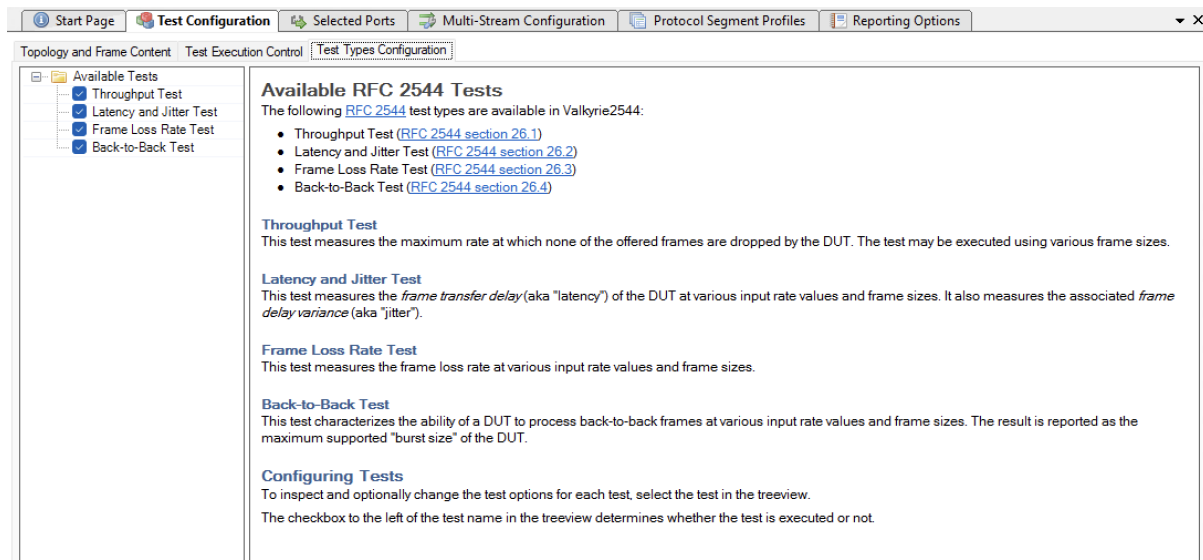 Start Page
Test Configuration
Selected Ports
Multi-Stream Configuration
Protocol Segment Profiles
Reporting Options
Topology and Frame Content
Test Execution Control
Test Types Configuration
Available Tests
Throughput Test
Latency and Jitter Test
Frame Loss Rate Test
Back-to-Back Test
Available RFC 2544 Tests
The following RFC 2544 test types are available in Valkyrie2544:
Throughput Test (RFC 2544 section 26.1)
Latency and Jitter Test (RFC 2544 section 26.2)
Frame Loss Rate Test (RFC 2544 section 26.3)
Back-to-Back Test (RFC 2544 section 26.4)
Throughput Test
This test measures the maximum rate at which none of the offered frames are dropped by the DUT. The test may be executed using various frame sizes.
Latency and Jitter Test
This test measures the frame transfer delay (aka "latency") of the DUT at various input rate values and frame sizes. It also measures the associated frame
delay variance (aka "jitter").
Frame Loss Rate Test
This test measures the frame loss rate at various input rate values and frame sizes.
Back-to-Back Test
This test characterizes the ability of a DUT to process back-to-back frames at various input rate values and frame sizes. The result is reported as the
maximum supported "burst size" of the DUT.
Configuring Tests
To inspect and optionally change the test options for each test, select the test in the treeview.
The checkbox to the left of the test name in the treeview determines whether the test is executed or not.